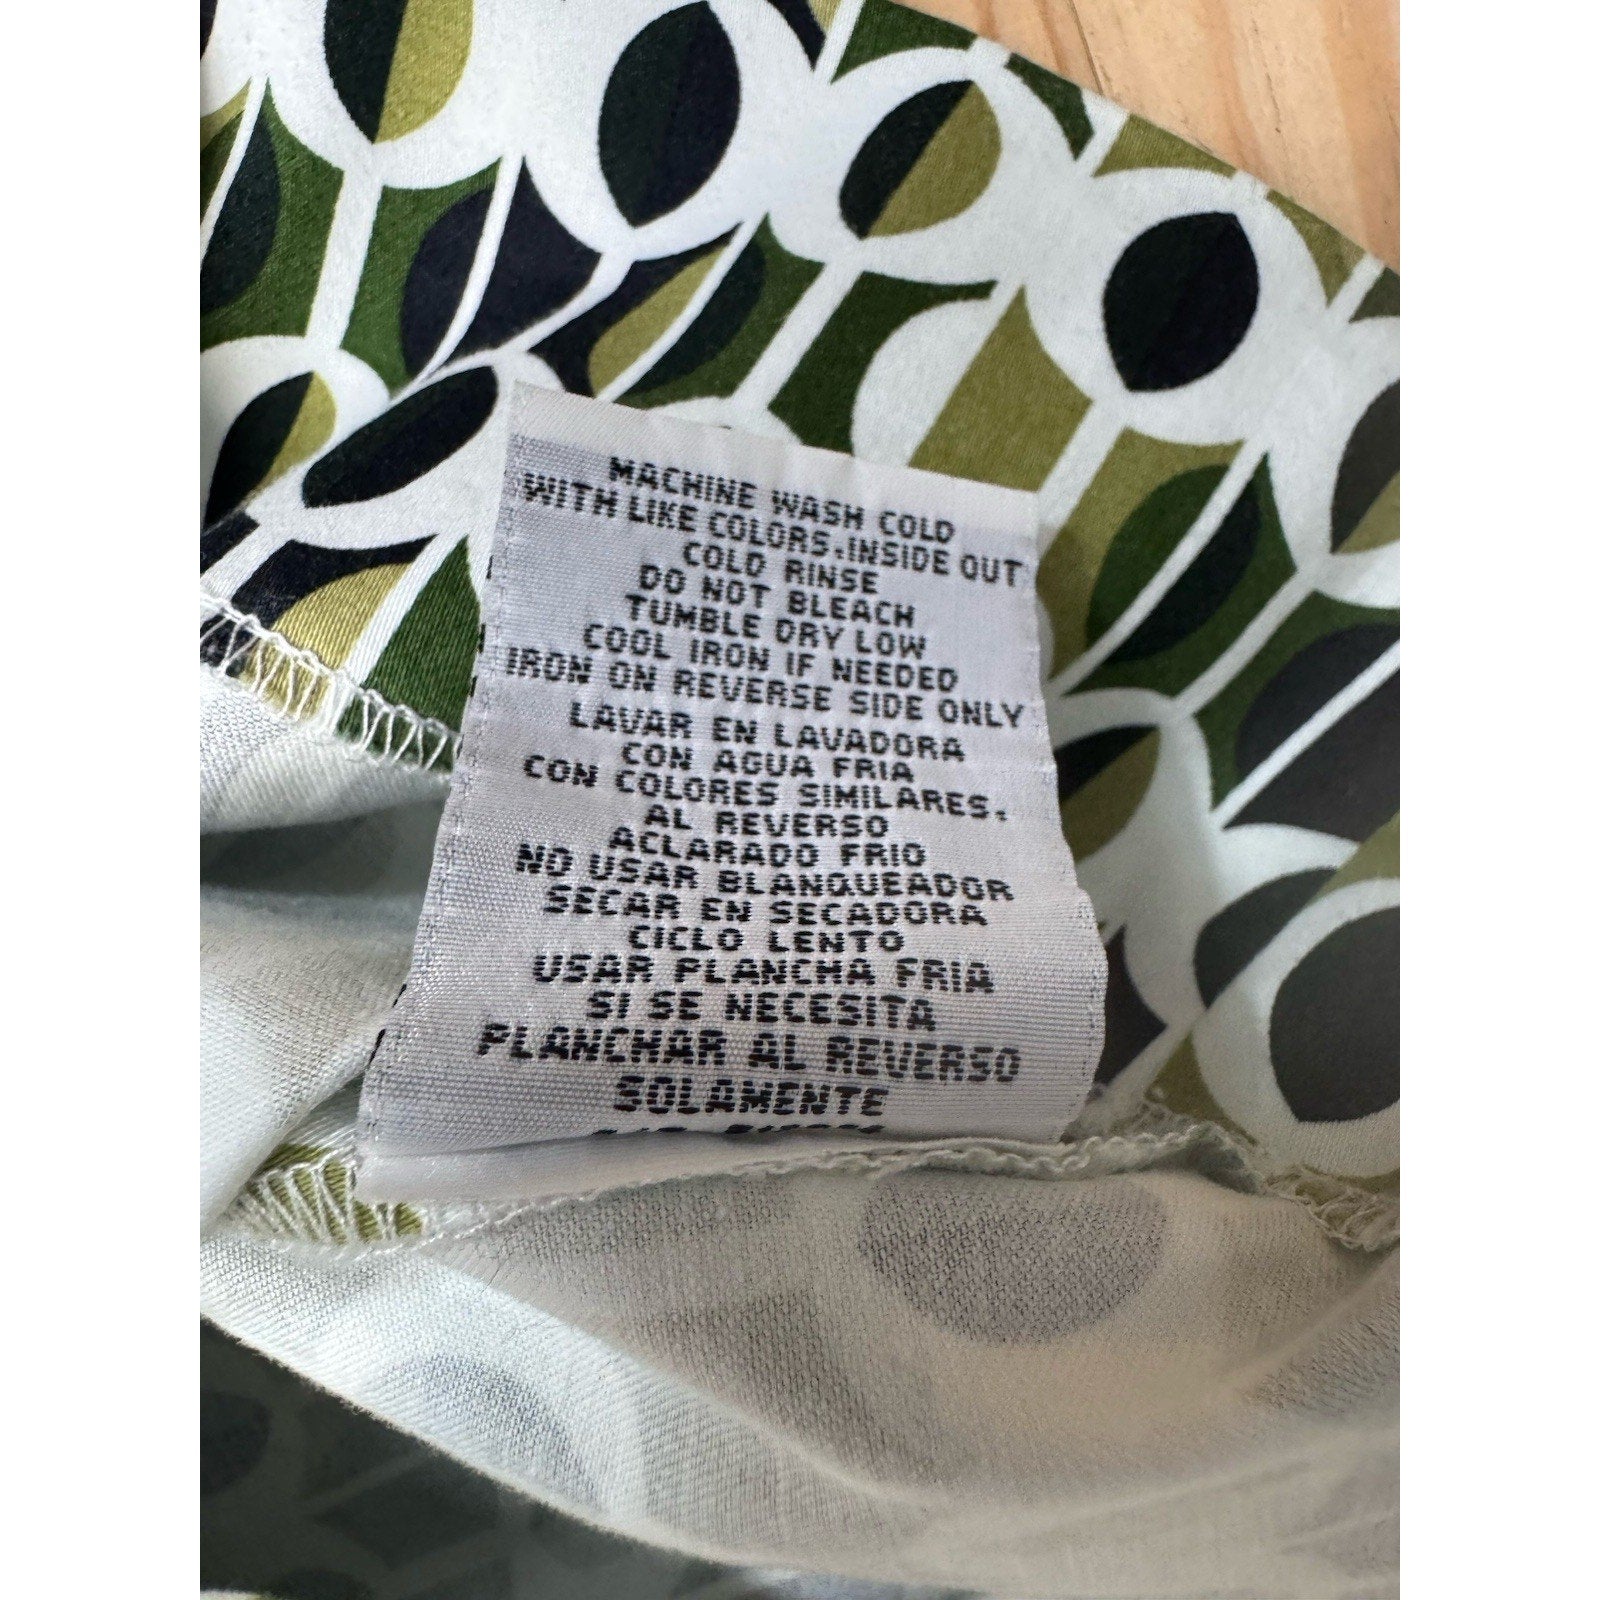 MACHINE WASH COLD
WITH LIKE COLORS.INSIDE OUT
COLD RINSE
DO NOT BLEACH
TUMBLE DRY LOW
COOL IRON IF NEEDED
IRON ON REVERSE SIDE ONLY
LAVAR EN LAVADORA
CON AGUA FRIA
CON COLORES SIMILARES.
AL REVERSO
ACLARADO FRIO
NO USAR BLANQUEADOR
SECAR EN SECADORA
CICLO LENTO
USAR PLANCHA FRIA
SI SE NECESITA
PLANCHAR AL REVERSO
SOLAMENTE